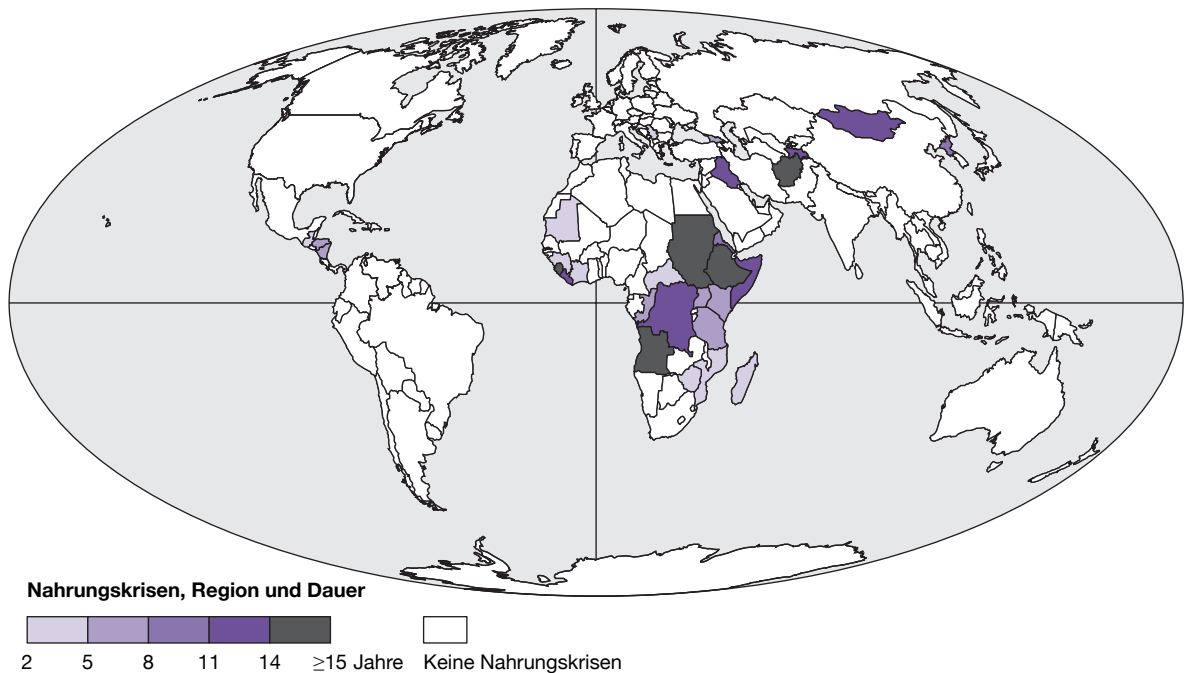 Nahrungskrisen, Region und Dauer
2 5 8 11 14 ≥15 Jahre Keine Nahrungskrisen